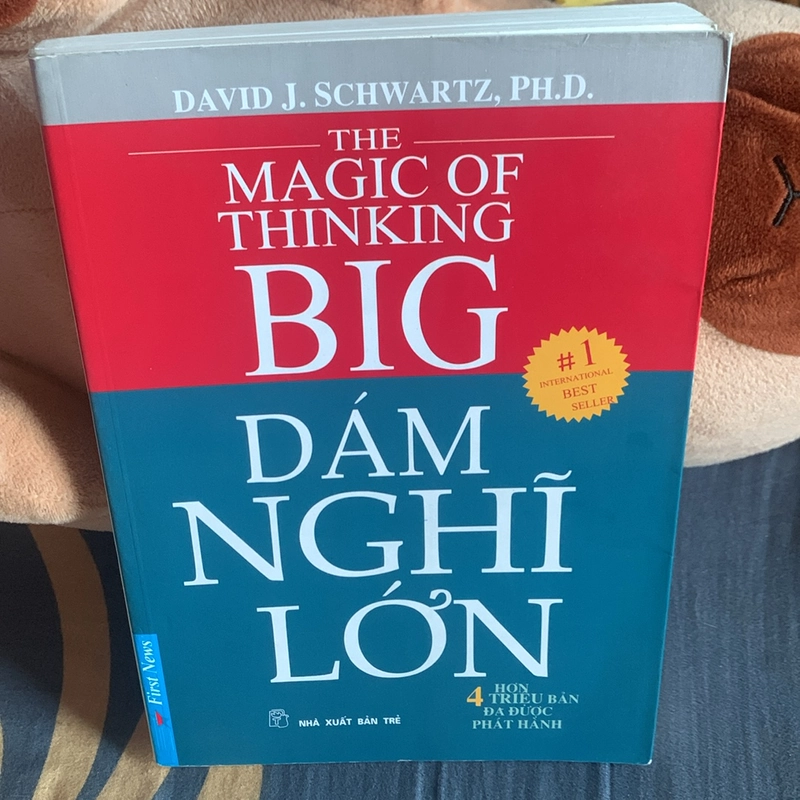 DAVID J. SCHWARTZ, PH.D.
THE
MAGIC OF
THINKING
BIG
#1
INTERNATIONAL
BEST
SELLER
DÁM
NGHĨ
LỚN
4 HƠN
TRIỆU BẢN
ĐÃ ĐƯỢC
PHÁT HÀNH
First News
NHÀ XUẤT BẢN TRẺ